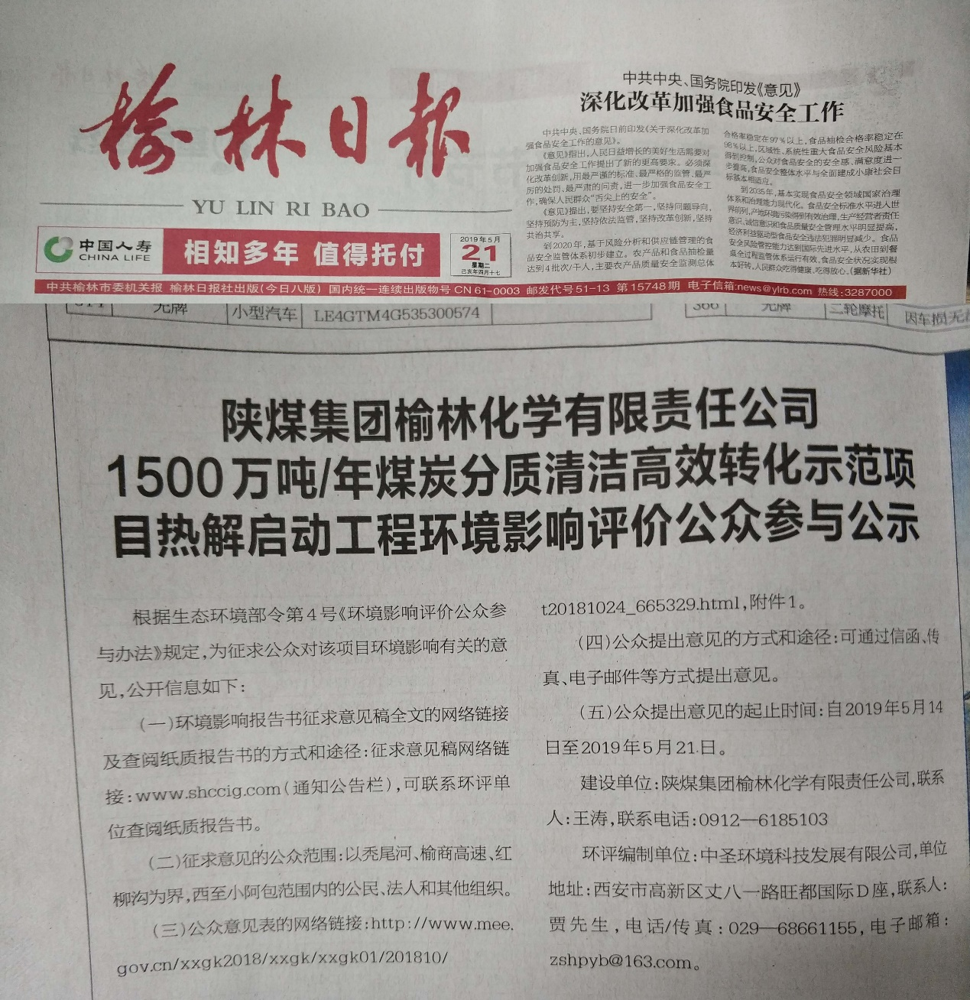 榆林日报
YU LIN RI BAO
中国人寿
CHINA LIFE
相知多年 值得托付
2019年5月
21
星期二
己亥年四月十七
中共中央、国务院印发《意见》
深化改革加强食品安全工作
中共中央、国务院日前印发《关于深化改革加
强食品安全工作的意见》。
《意见》指出,人民日益增长的美好生活需要对
加强食品安全工作提出了新的更高要求。必须深
化改革创新,用最严谨的标准、最严格的监管、最严
厉的处罚、最严肃的问责,进一步加强食品安全工
作,确保人民群众“舌尖上的安全”。
《意见》提出,要坚持安全第一,坚持问题导向,
坚持预防为主,坚持依法监管,坚持改革创新,坚持
共治共享。
到2020年,基于风险分析和供应链管理的食
品安全监管体系初步建立。农产品和食品抽检量
达到4批次/千人,主要农产品质量安全监测总体
合格率稳定在97%以上,食品抽检合格率稳定在
98%以上,区域性、系统性重大食品安全风险基本
得到控制,公众对食品安全的安全感、满意度进一
步提高,食品安全整体水平与全面建成小康社会目
标基本相适应。
到2035年,基本实现食品安全领域国家治理
体系和治理能力现代化。食品安全标准水平进入世
界前列,产地环境污染得到有效治理,生产经营者责任
意识、诚信意识和食品质量安全管理水平明显提高,
经济利益驱动型食品安全违法犯罪明显减少。食品
安全风险管控能力达到国际先进水平,从农田到餐
桌全过程监管体系运行有效,食品安全状况实现根
本好转,人民群众吃得健康、吃得放心。(据新华社)
中共榆林市委机关报 榆林日报社出版(今日八版) 国内统一连续出版物号 CN 61-0003 邮发代号51-13 第15748期 电子信箱:news@ylrb.com 热线:3287000
无牌 小型汽车 LE4GTM4G535300574 366 无牌 二轮摩托 因车损无
陕煤集团榆林化学有限责任公司
1500万吨/年煤炭分质清洁高效转化示范项
目热解启动工程环境影响评价公众参与公示
根据生态环境部令第4号《环境影响评价公众参
与办法》规定,为征求公众对该项目环境影响有关的意
见,公开信息如下:
(一)环境影响报告书征求意见稿全文的网络链接
及查阅纸质报告书的方式和途径:征求意见稿网络链
接:www.shccig.com(通知公告栏),可联系环评单
位查阅纸质报告书。
(二)征求意见的公众范围:以秃尾河、榆商高速、红
柳沟为界,西至小阿包范围内的公民、法人和其他组织。
(三)公众意见表的网络链接:http://www.mee.
gov.cn/xxgk2018/xxgk/xxgk01/201810/
t20181024_665329.html,附件1。
(四)公众提出意见的方式和途径:可通过信函、传
真、电子邮件等方式提出意见。
(五)公众提出意见的起止时间:自2019年5月14
日至2019年5月21日。
建设单位:陕煤集团榆林化学有限责任公司,联系
人:王涛,联系电话:0912—6185103
环评编制单位:中圣环境科技发展有限公司,单位
地址:西安市高新区丈八一路旺都国际D座,联系人:
贾先生,电话/传真:029—68661155,电子邮箱:
zshpyb@163.com。